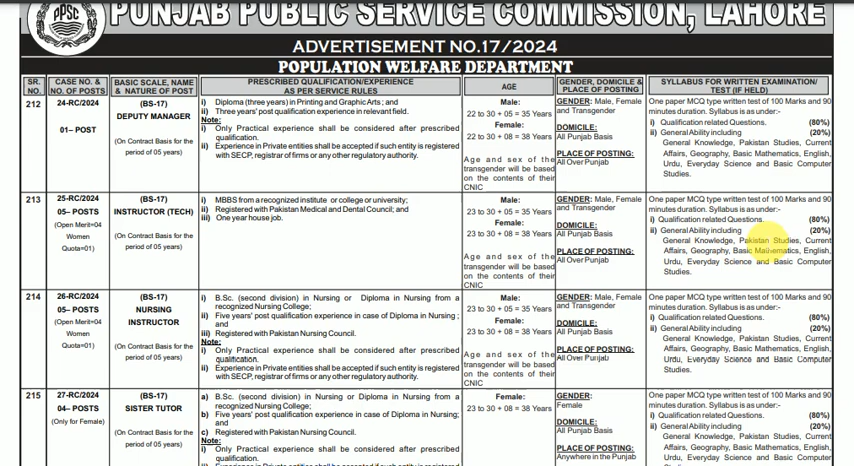 PPSC
PUNJAB PUBLIC SERVICE COMMISSION, LAHORE
ADVERTISEMENT NO.17/2024
POPULATION WELFARE DEPARTMENT
SR. NO.
CASE NO. & NO. OF POSTS
BASIC SCALE, NAME & NATURE OF POST
PRESCRIBED QUALIFICATION/EXPERIENCE AS PER SERVICE RULES
AGE
GENDER, DOMICILE & PLACE OF POSTING
SYLLABUS FOR WRITTEN EXAMINATION/ TEST (IF HELD)
212
24-RC/2024
01– POST
(BS-17)
DEPUTY MANAGER
(On Contract Basis for the
period of 05 years)
i) Diploma (three years) in Printing and Graphic Arts ; and
ii) Three years' post qualification experience in relevant field.
Note:
i) Only Practical experience shall be considered after prescribed
qualification.
ii) Experience in Private entities shall be accepted if such entity is registered
with SECP, registrar of firms or any other regulatory authority.
Male:
22 to 30 + 05 = 35 Years
Female:
22 to 30 + 08 = 38 Years
Age and sex of the
transgender will be based
on the contents of their
CNIC
GENDER: Male, Female
and Transgender
DOMICILE:
All Punjab Basis
PLACE OF POSTING:
All Over Punjab
One paper MCQ type written test of 100 Marks and 90
minutes duration. Syllabus is as under:-
i) Qualification related Questions. (80%)
ii) General Ability including (20%)
General Knowledge, Pakistan Studies, Current
Affairs, Geography, Basic Mathematics, English,
Urdu, Everyday Science and Basic Computer
Studies.
213
25-RC/2024
05– POSTS
(Open Merit=04
Women
Quota=01)
(BS-17)
INSTRUCTOR (TECH)
(On Contract Basis for the
period of 05 years)
i) MBBS from a recognized institute or college or university;
ii) Registered with Pakistan Medical and Dental Council; and
iii) One year house job.
Male:
23 to 30 + 05 = 35 Years
Female:
23 to 30 + 08 = 38 Years
Age and sex of the
transgender will be based
on the contents of their
CNIC
GENDER: Male, Female
and Transgender
DOMICILE:
All Punjab Basis
PLACE OF POSTING:
All Over Punjab
One paper MCQ type written test of 100 Marks and 90
minutes duration. Syllabus is as under:-
i) Qualification related Questions. (80%)
ii) General Ability including (20%)
General Knowledge, Pakistan Studies, Current
Affairs, Geography, Basic Mathematics, English,
Urdu, Everyday Science and Basic Computer
Studies.
214
26-RC/2024
05– POSTS
(Open Merit=04
Women
Quota=01)
(BS-17)
NURSING
INSTRUCTOR
(On Contract Basis for the
period of 05 years)
i) B.Sc. (second division) in Nursing or Diploma in Nursing from a
recognized Nursing College;
ii) Five years' post qualification experience in case of Diploma in Nursing;
and
iii) Registered with Pakistan Nursing Council.
Note:
i) Only Practical experience shall be considered after prescribed
qualification.
ii) Experience in Private entities shall be accepted if such entity is registered
with SECP, registrar of firms or any other regulatory authority.
Male:
23 to 30 + 05 = 35 Years
Female:
23 to 30 + 08 = 38 Years
Age and sex of the
transgender will be based
on the contents of their
CNIC
GENDER: Male, Female
and Transgender
DOMICILE:
All Punjab Basis
PLACE OF POSTING:
All Over Punjab
One paper MCQ type written test of 100 Marks and 90
minutes duration. Syllabus is as under:-
i) Qualification related Questions. (80%)
ii) General Ability including (20%)
General Knowledge, Pakistan Studies, Current
Affairs, Geography, Basic Mathematics, English,
Urdu, Everyday Science and Basic Computer
Studies.
215
27-RC/2024
04– POSTS
(Only for Female)
(BS-17)
SISTER TUTOR
(On Contract Basis for the
period of 05 years)
a) B.Sc. (second division) in Nursing or Diploma in Nursing from a
recognized Nursing College;
b) Five years' post qualification experience in case of Diploma in Nursing;
and
c) Registered with Pakistan Nursing Council.
Note:
i) Only Practical experience shall be considered after prescribed
qualification.
ii) Experience in Private entities shall be accepted if such entity is registered
Female:
23 to 30 + 08 = 38 Years
GENDER:
Female
DOMICILE:
All Punjab Basis
PLACE OF POSTING:
Anywhere in the Punjab
One paper MCQ type written test of 100 Marks and 90
minutes duration. Syllabus is as under:-
i) Qualification related Questions. (80%)
ii) General Ability including (20%)
General Knowledge, Pakistan Studies, Current
Affairs, Geography, Basic Mathematics, English,
Urdu, Everyday Science and Basic Computer